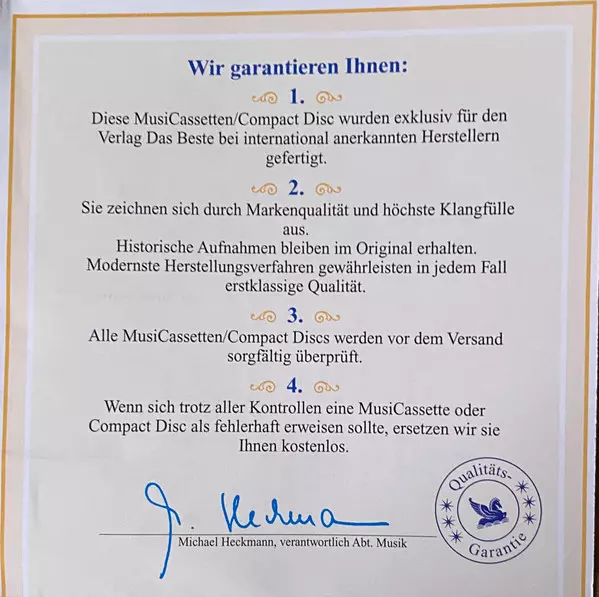 Wir garantieren Ihnen:
1.
Diese MusiCassetten/Compact Disc wurden exklusiv für den
Verlag Das Beste bei international anerkannten Herstellern
gefertigt.
2.
Sie zeichnen sich durch Markenqualität und höchste Klangfülle
aus.
Historische Aufnahmen bleiben im Original erhalten.
Modernste Herstellungsverfahren gewährleisten in jedem Fall
erstklassige Qualität.
3.
Alle MusiCassetten/Compact Discs werden vor dem Versand
sorgfältig überprüft.
4.
Wenn sich trotz aller Kontrollen eine MusiCassette oder
Compact Disc als fehlerhaft erweisen sollte, ersetzen wir sie
Ihnen kostenlos.
Michael Heckmann, verantwortlich Abt. Musik
Qualitäts-
Garantie